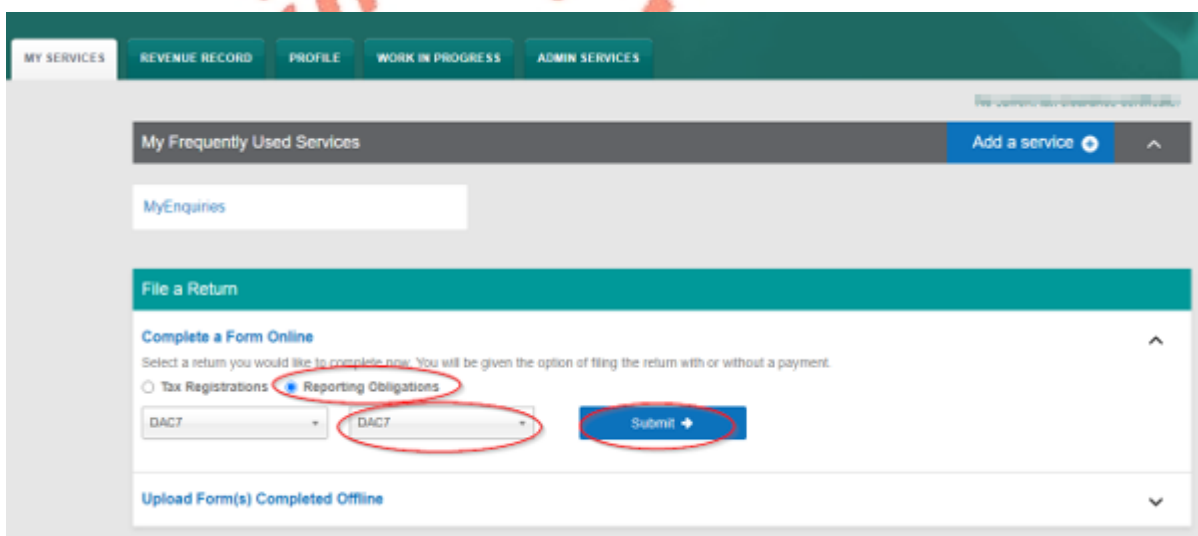 MY SERVICES REVENUE RECORD PROFILE WORK IN PROGRESS ADMIN SERVICES
My Frequently Used Services Add a service
MyEnquiries
File a Return
Complete a Form Online
Select a return you would like to complete now. You will be given the option of filing the return with or without a payment.
Tax Registrations Reporting Obligations
DAC7 DAC7 Submit
Upload Form(s) Completed Offline